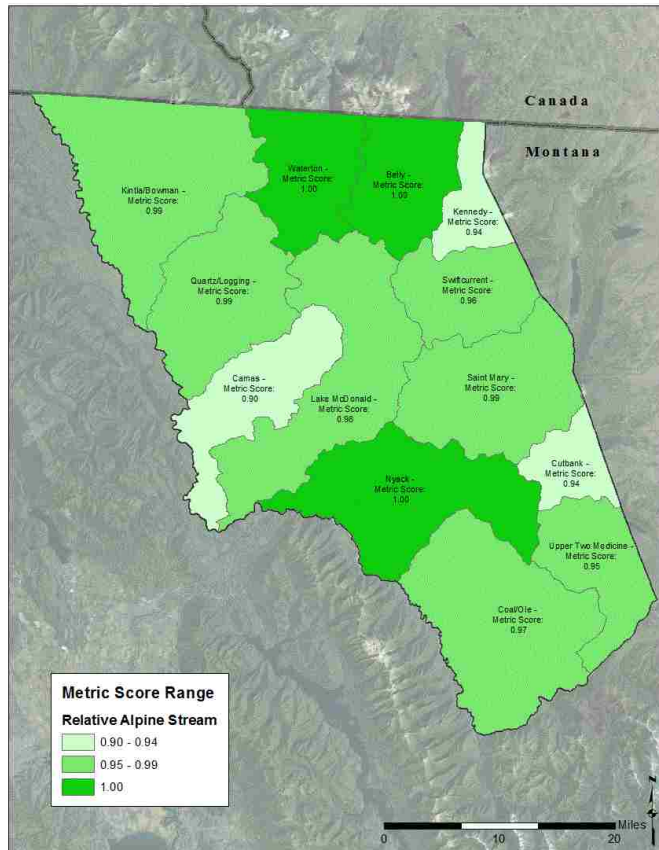 Canada
Montana
Waterton -
Metric Score:
1.00
Belly -
Metric Score:
1.00
Kintla/Bowman -
Metric Score:
0.99
Kennedy -
Metric Score:
0.94
Quartz/Logging -
Metric Score:
0.99
Swiftcurrent -
Metric Score:
0.96
Camas -
Metric Score:
0.90
Lake McDonald -
Metric Score:
0.98
Saint Mary -
Metric Score:
0.99
Cutbank -
Metric Score:
0.94
Nyack -
Metric Score:
1.00
Upper Two Medicine -
Metric Score:
0.95
Coal/Ole -
Metric Score:
0.97
Metric Score Range
Relative Alpine Stream
0.90 - 0.94
0.95 - 0.99
1.00
N
Miles
0 10 20